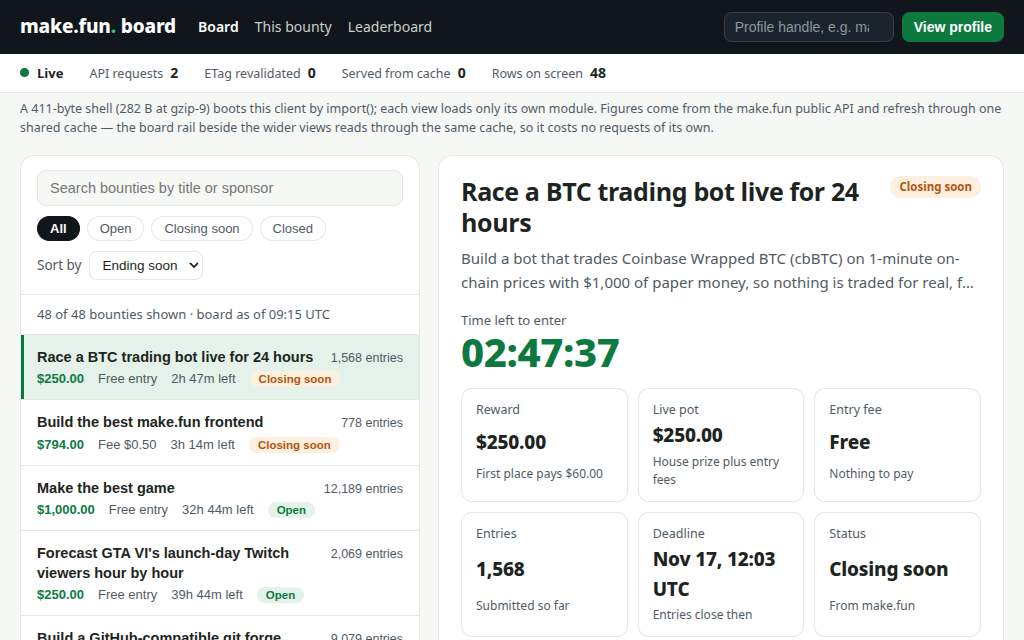 make.fun. board
Board
This bounty
Leaderboard
View profile
Live
API requests 2
ETag revalidated 0
Served from cache 0
Rows on screen 48
A 411-byte shell (282 B at gzip-9) boots this client by import(); each view loads only its own module. Figures come from the make.fun public API and refresh through one
shared cache — the board rail beside the wider views reads through the same cache, so it costs no requests of its own.
Search bounties by title or sponsor
All
Open
Closing soon
Closed
Sort by
Ending soon
48 of 48 bounties shown · board as of 09:15 UTC
Race a BTC trading bot live for 24 hours
1,568 entries
$250.00
Free entry
2h 47m left
Closing soon
Build the best make.fun frontend
778 entries
$794.00
Fee $0.50
3h 14m left
Closing soon
Make the best game
12,189 entries
$1,000.00
Free entry
32h 44m left
Open
Forecast GTA VI's launch-day Twitch
viewers hour by hour
2,069 entries
$250.00
Free entry
39h 44m left
Open
Build a GitHub-compatible git forge
9,079 entries
Race a BTC trading bot live for 24
hours
Closing soon
Build a bot that trades Coinbase Wrapped BTC (cbBTC) on 1-minute on-
chain prices with $1,000 of paper money, so nothing is traded for real, f…
Time left to enter
02:47:37
Reward
$250.00
First place pays $60.00
Live pot
$250.00
House prize plus entry
fees
Entry fee
Free
Nothing to pay
Entries
1,568
Submitted so far
Deadline
Nov 17, 12:03
UTC
Entries close then
Status
Closing soon
From make.fun